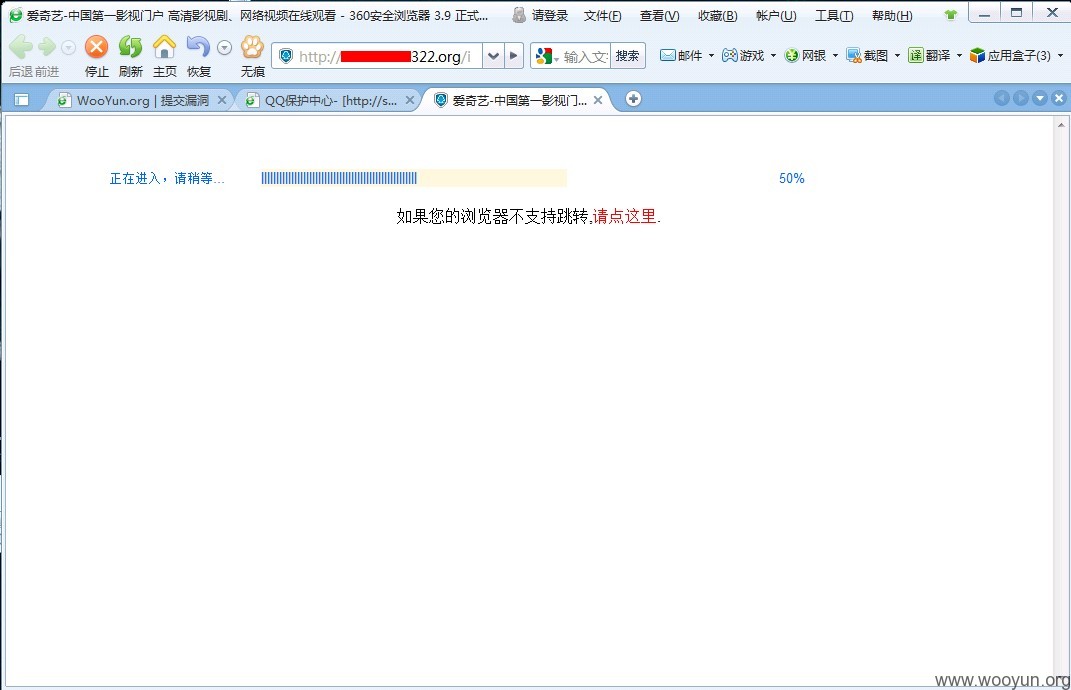 爱奇艺-中国第一影视门户 高清影视剧、网络视频在线观看 - 360安全浏览器 3.9 正式... 请登录 文件(F) 查看(V) 收藏(B) 帐户(U) 工具(T) 帮助(H)
后退 前进 停止 刷新 主页 恢复 无痕 http:// 322.org/i 输入文 搜索 邮件 游戏 网银 截图 翻译 应用盒子(3)
WooYun.org | 提交漏洞 QQ保护中心- [http://s... 爱奇艺-中国第一影视门...
正在进入，请稍等... 50%
如果您的浏览器不支持跳转,请点这里.
www.wooyun.org